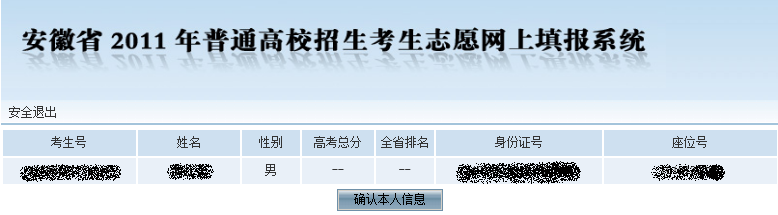 安徽省 2011 年普通高校招生考生志愿网上填报系统
安全退出
考生号 姓名 性别 高考总分 全省排名 身份证号 座位号
男 -- --
确认本人信息